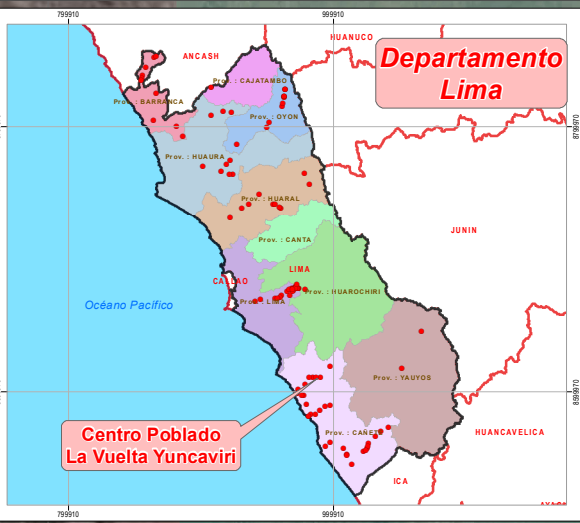 799910
999910
HUANUCO
ANCASH
Departamento
Lima
Prov. : CAJATAMBO
Prov. : BARRANCA
Prov. : OYON
8799970
Prov. : HUAURA
Prov. : HUARAL
JUNIN
Prov. : CANTA
LIMA
CALLAO
Prov. : HUAROCHIRI
Prov. : LIMA
Océano Pacífico
Prov. : YAUYOS
8599970
Centro Poblado
La Vuelta Yuncaviri
Prov. : CAÑETE
HUANCAVELICA
ICA
799910
999910